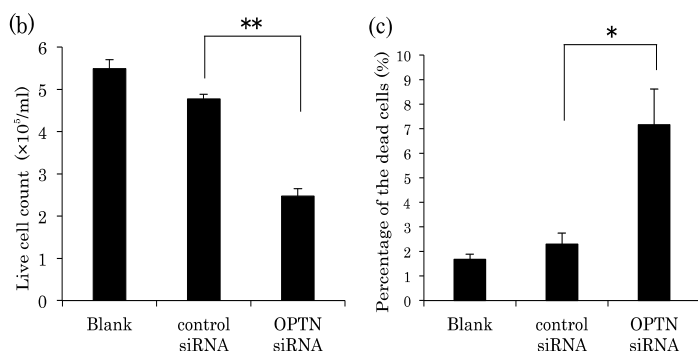 (b)
**
Live cell count (×10⁵/ml)
6
5
4
3
2
1
0
Blank
control
siRNA
OPTN
siRNA
(c)
*
Percentage of the dead cells (%)
10
9
8
7
6
5
4
3
2
1
0
Blank
control
siRNA
OPTN
siRNA